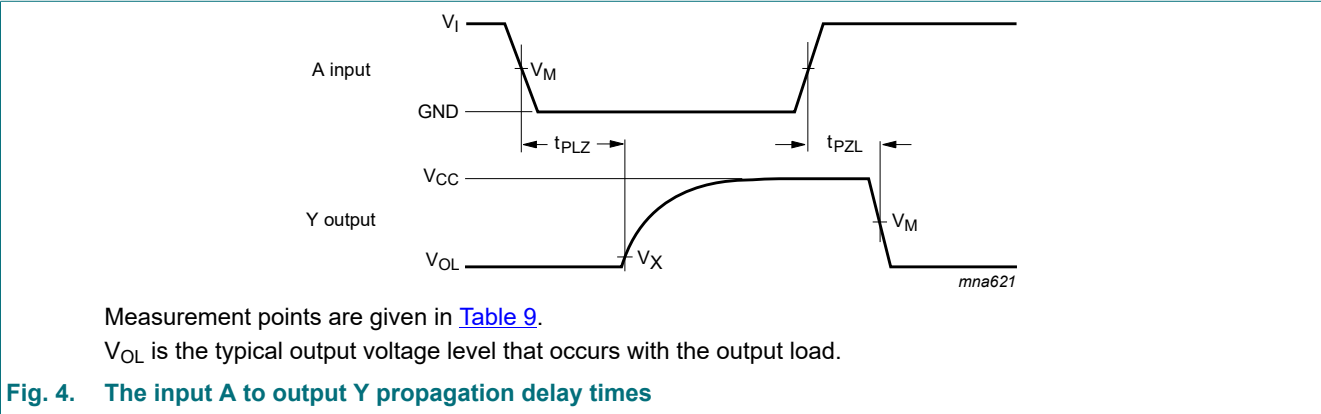 VI
A input
VM
GND
tPLZ
tPZL
VCC
Y output
VM
VOL
VX
mna621
Measurement points are given in Table 9.
VOL is the typical output voltage level that occurs with the output load.
Fig. 4. The input A to output Y propagation delay times